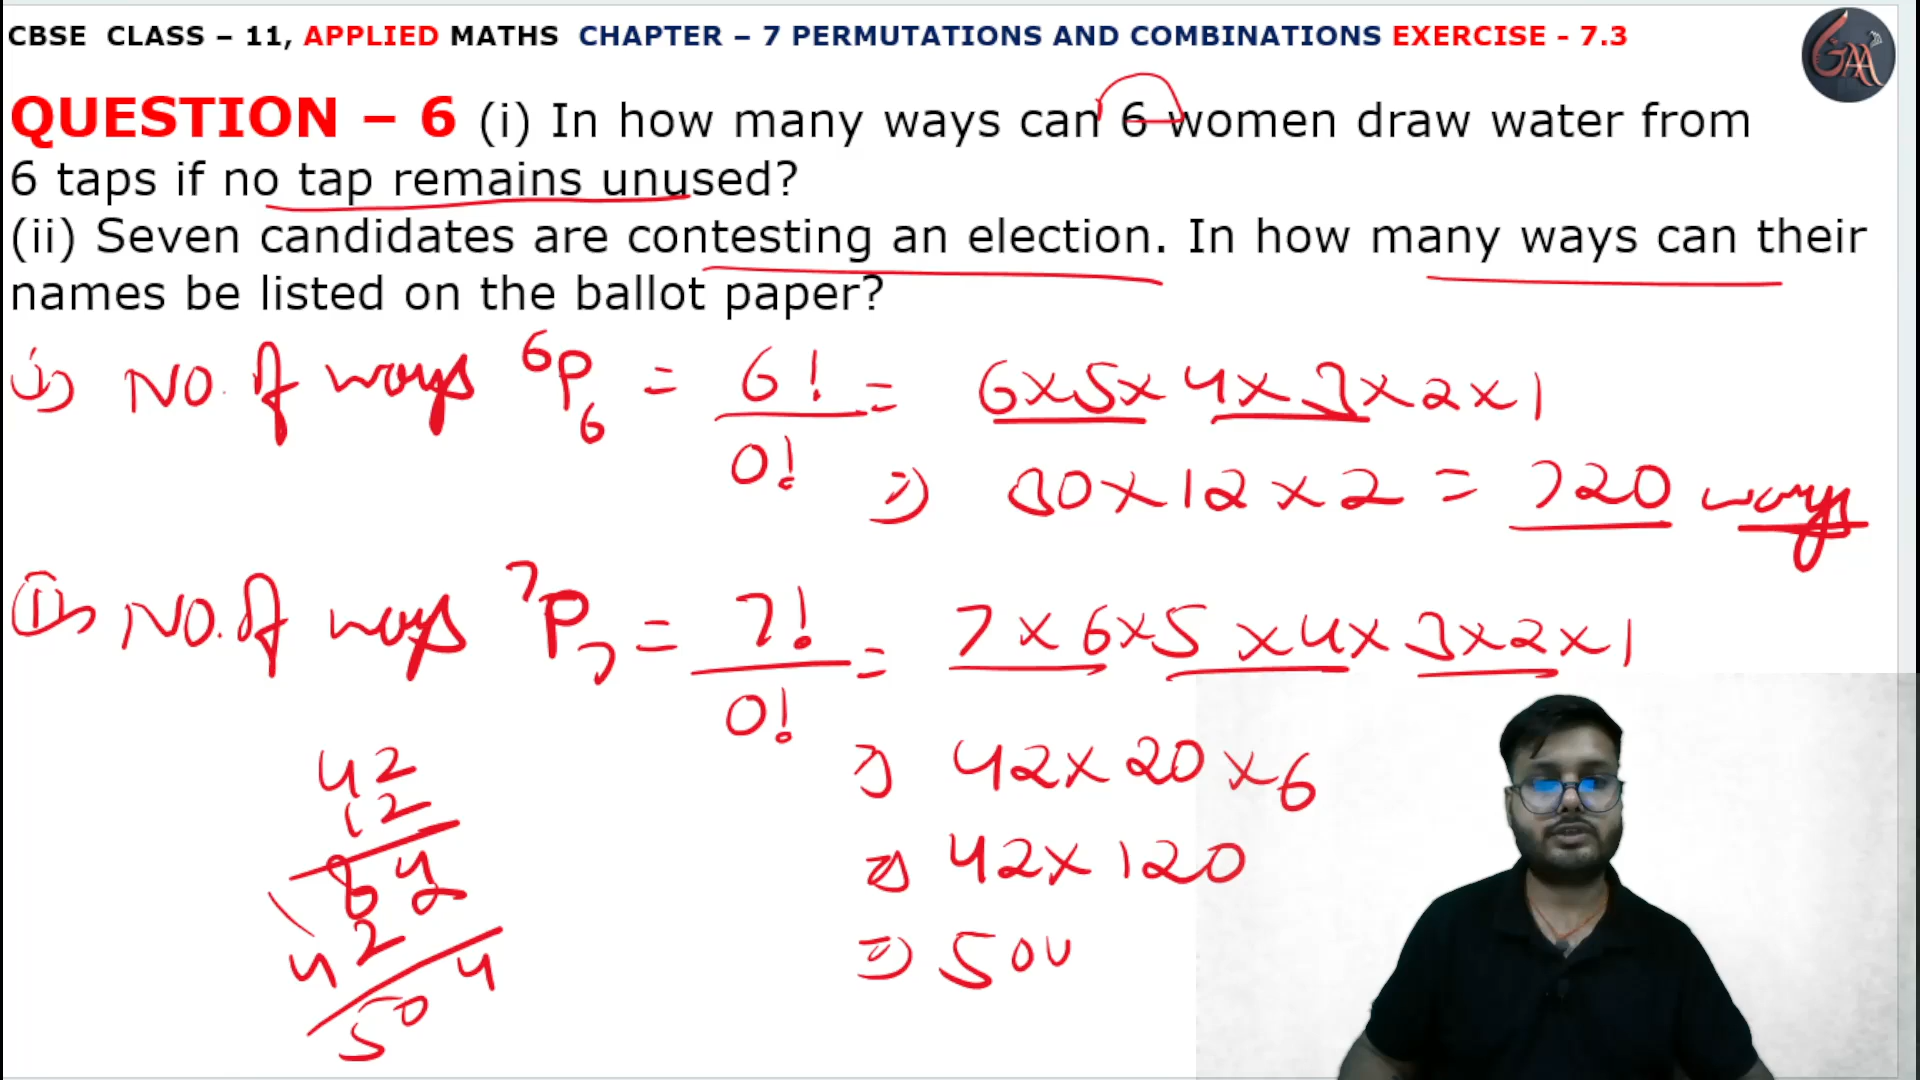 CBSE CLASS – 11, APPLIED MATHS CHAPTER – 7 PERMUTATIONS AND COMBINATIONS EXERCISE - 7.3
GAA
QUESTION – 6 (i) In how many ways can 6 women draw water from
6 taps if no tap remains unused?
(ii) Seven candidates are contesting an election. In how many ways can their
names be listed on the ballot paper?
i) NO. of ways ⁶P₆ = 6!/0! = 6×5×4×3×2×1
⇒ 30×12×2 = 720 ways
ii) NO. of ways ⁷P₇ = 7!/0! = 7×6×5×4×3×2×1
⇒ 42×20×6
⇒ 42×120
⇒ 504
42
12
84
42
504